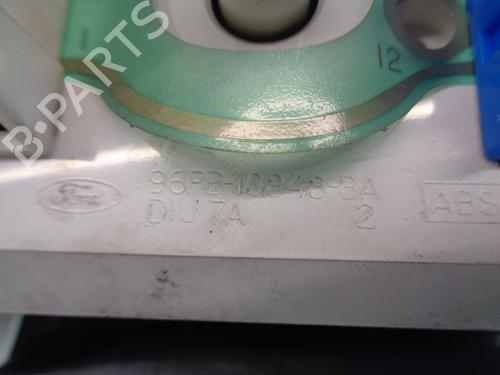 1 12
B-PARTS
Ford 96FB-10848-BA
DIU 7A 2 ABS